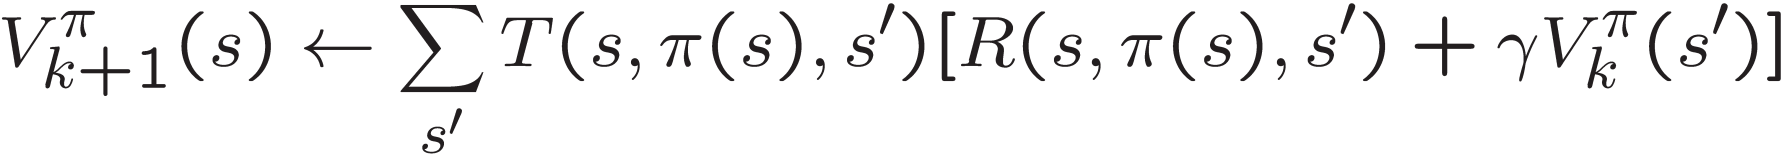 V^π_{k+1}(s) ← ∑_{s′} T(s, π(s), s′)[R(s, π(s), s′) + γV^π_k(s′)]